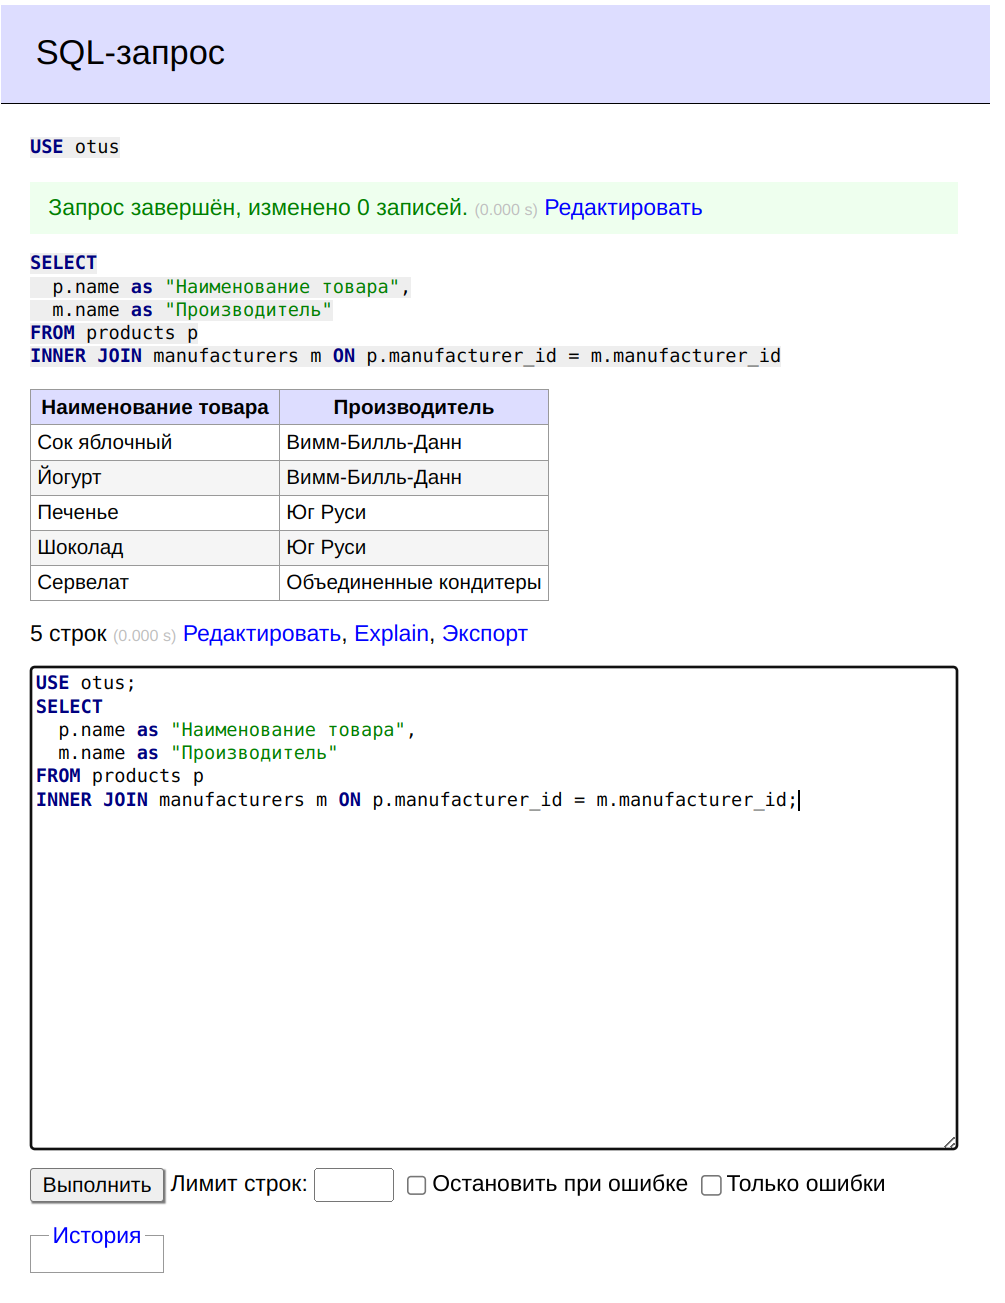 SQL-запрос
USE otus
Запрос завершён, изменено 0 записей. (0.000 s) Редактировать
SELECT
p.name as "Наименование товара",
m.name as "Производитель"
FROM products p
INNER JOIN manufacturers m ON p.manufacturer_id = m.manufacturer_id
Наименование товара Производитель
Сок яблочный Вимм-Билль-Данн
Йогурт Вимм-Билль-Данн
Печенье Юг Руси
Шоколад Юг Руси
Сервелат Объединенные кондитеры
5 строк (0.000 s) Редактировать, Explain, Экспорт
USE otus;
SELECT
p.name as "Наименование товара",
m.name as "Производитель"
FROM products p
INNER JOIN manufacturers m ON p.manufacturer_id = m.manufacturer_id;
Выполнить Лимит строк: Остановить при ошибке Только ошибки
История